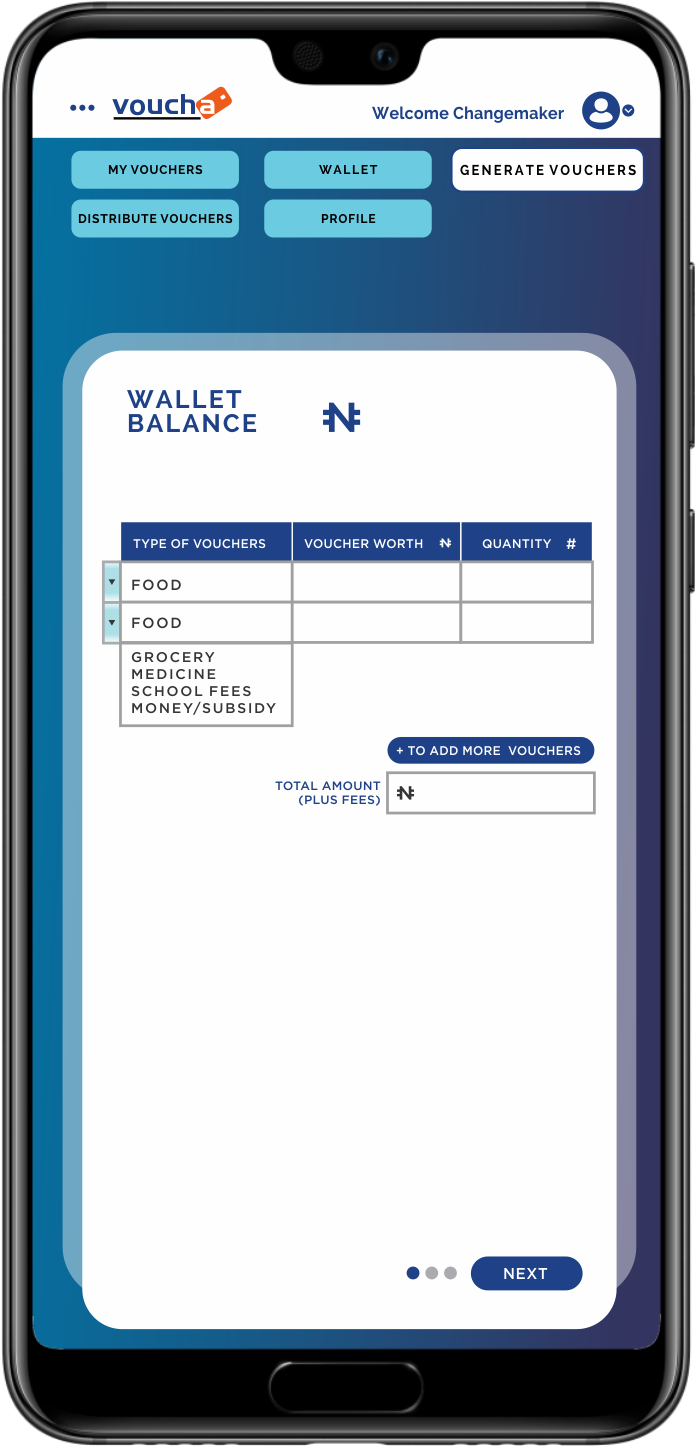 voucha
Welcome Changemaker
MY VOUCHERS
WALLET
GENERATE VOUCHERS
DISTRIBUTE VOUCHERS
PROFILE
WALLET
BALANCE ₦
TYPE OF VOUCHERS
VOUCHER WORTH ₦
QUANTITY #
FOOD
FOOD
GROCERY
MEDICINE
SCHOOL FEES
MONEY/SUBSIDY
+ TO ADD MORE VOUCHERS
TOTAL AMOUNT
(PLUS FEES)
₦
NEXT